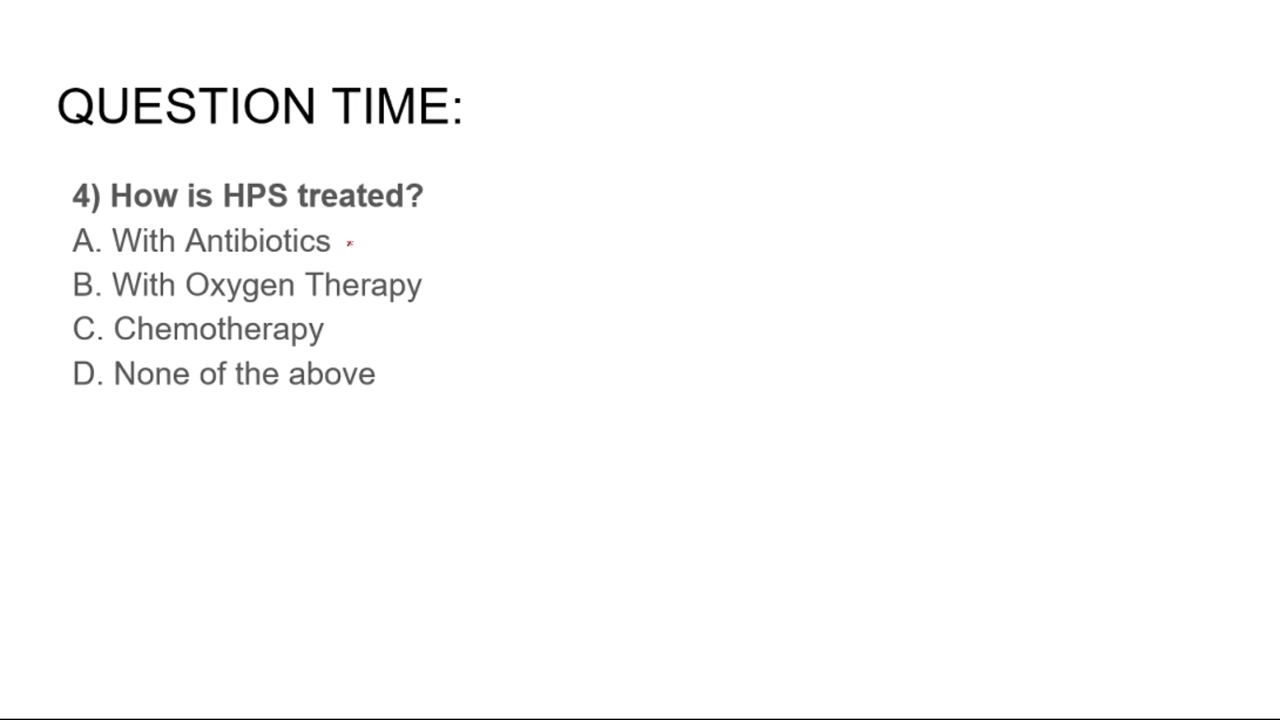 QUESTION TIME:
4) How is HPS treated?
A. With Antibiotics
B. With Oxygen Therapy
C. Chemotherapy
D. None of the above